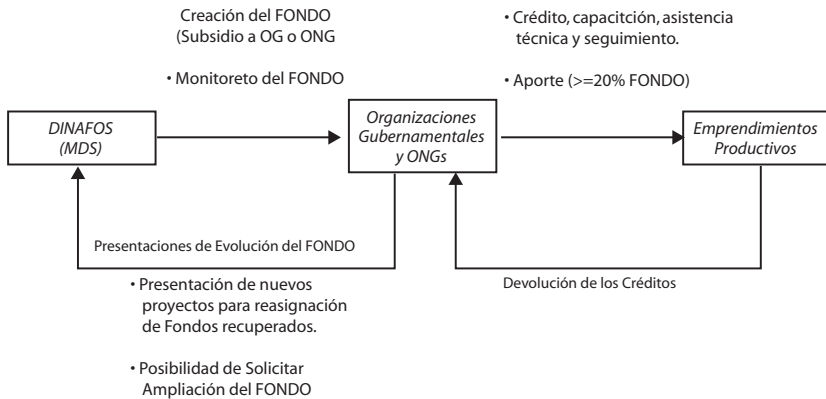 Creación del FONDO
(Subsidio a OG o ONG
• Monitoreto del FONDO
• Crédito, capacitción, asistencia
técnica y seguimiento.
• Aporte (>=20% FONDO)
DINAFOS
(MDS)
Organizaciones
Gubernamentales
y ONGs
Emprendimientos
Productivos
Presentaciones de Evolución del FONDO
Devolución de los Créditos
• Presentación de nuevos
proyectos para reasignación
de Fondos recuperados.
• Posibilidad de Solicitar
Ampliación del FONDO